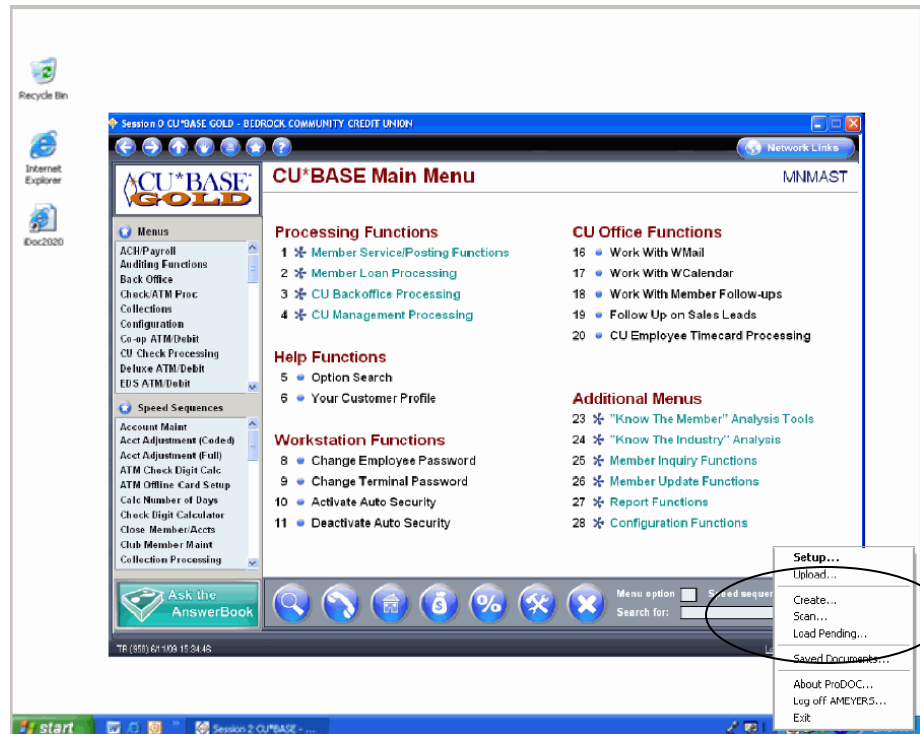 Recycle Bin
Internet
Explorer
iDoc2020
Session 0 CU*BASE GOLD - BEDROCK COMMUNITY CREDIT UNION
Network Links
CU*BASE
GOLD
CU*BASE Main Menu
MNMAST
Menus
ACH/Payroll
Auditing Functions
Back Office
Check/ATM Proc
Collections
Configuration
Co-op ATM/Debit
CU Check Processing
Deluxe ATM/Debit
EDS ATM/Debit
Speed Sequences
Account Maint
Acct Adjustment (Coded)
Acct Adjustment (Full)
ATM Check Digit Calc
ATM Offline Card Setup
Calc Number of Days
Check Digit Calculator
Close Member/Accts
Club Member Maint
Collection Processing
Processing Functions
1 Member Service/Posting Functions
2 Member Loan Processing
3 CU Backoffice Processing
4 CU Management Processing
Help Functions
5 Option Search
6 Your Customer Profile
Workstation Functions
8 Change Employee Password
9 Change Terminal Password
10 Activate Auto Security
11 Deactivate Auto Security
CU Office Functions
16 Work With WMail
17 Work With WCalendar
18 Work With Member Follow-ups
19 Follow Up on Sales Leads
20 CU Employee Timecard Processing
Additional Menus
23 "Know The Member" Analysis Tools
24 "Know The Industry" Analysis
25 Member Inquiry Functions
26 Member Update Functions
27 Report Functions
28 Configuration Functions
Ask the
AnswerBook
Menu option
Speed sequen
Search for:
TR (958) 6/11/09 15:34:46
Setup...
Upload...
Create...
Scan...
Load Pending...
Saved Documents...
About ProDOC...
Log off AMEYERS...
Exit
start
Session 2 CU*BASE - ...